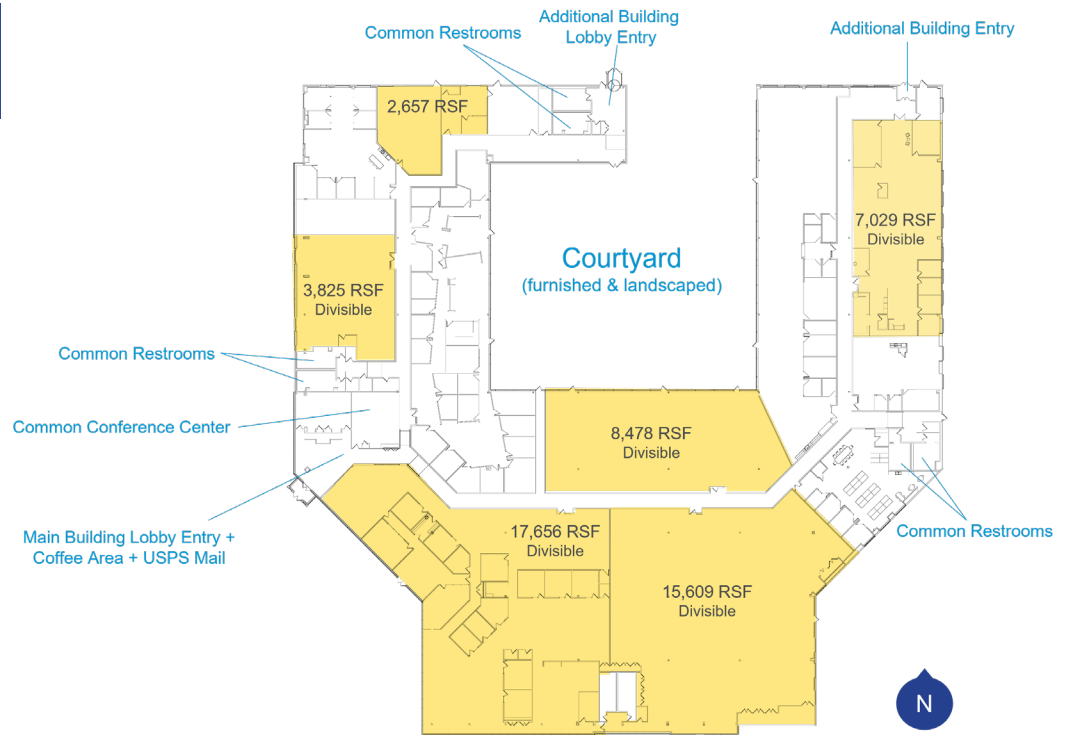 Additional Building
Lobby Entry
Common Restrooms
Additional Building Entry
2,657 RSF
7,029 RSF
Divisible
Courtyard
(furnished & landscaped)
3,825 RSF
Divisible
Common Restrooms
Common Conference Center
8,478 RSF
Divisible
Main Building Lobby Entry +
Coffee Area + USPS Mail
17,656 RSF
Divisible
Common Restrooms
15,609 RSF
Divisible
N